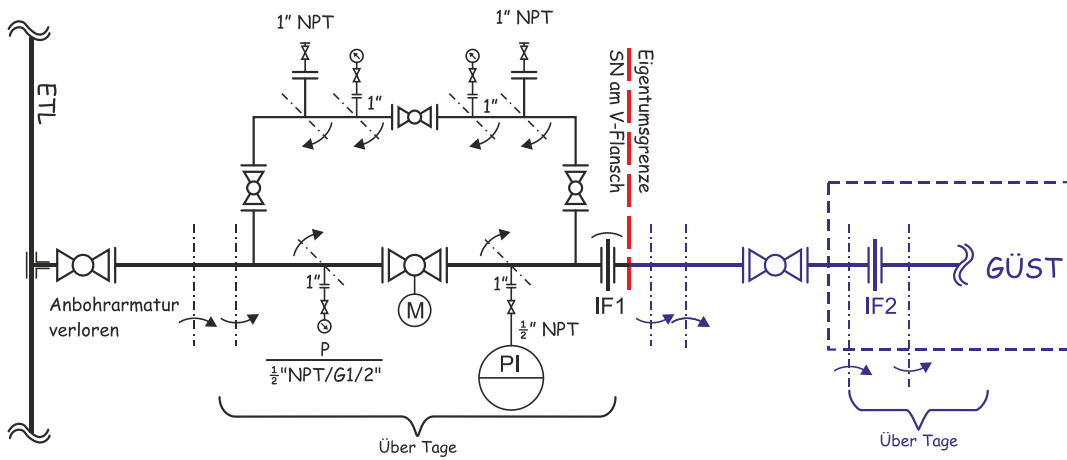 1" NPT
1" NPT
ETL
1"
1"
Eigentumsgrenze
SN am V-Flansch
Anbohrarmatur
verloren
1"
M
P
½"NPT/G1/2"
1"
½" NPT
PI
IF1
IF2
GÜST
Über Tage
Über Tage